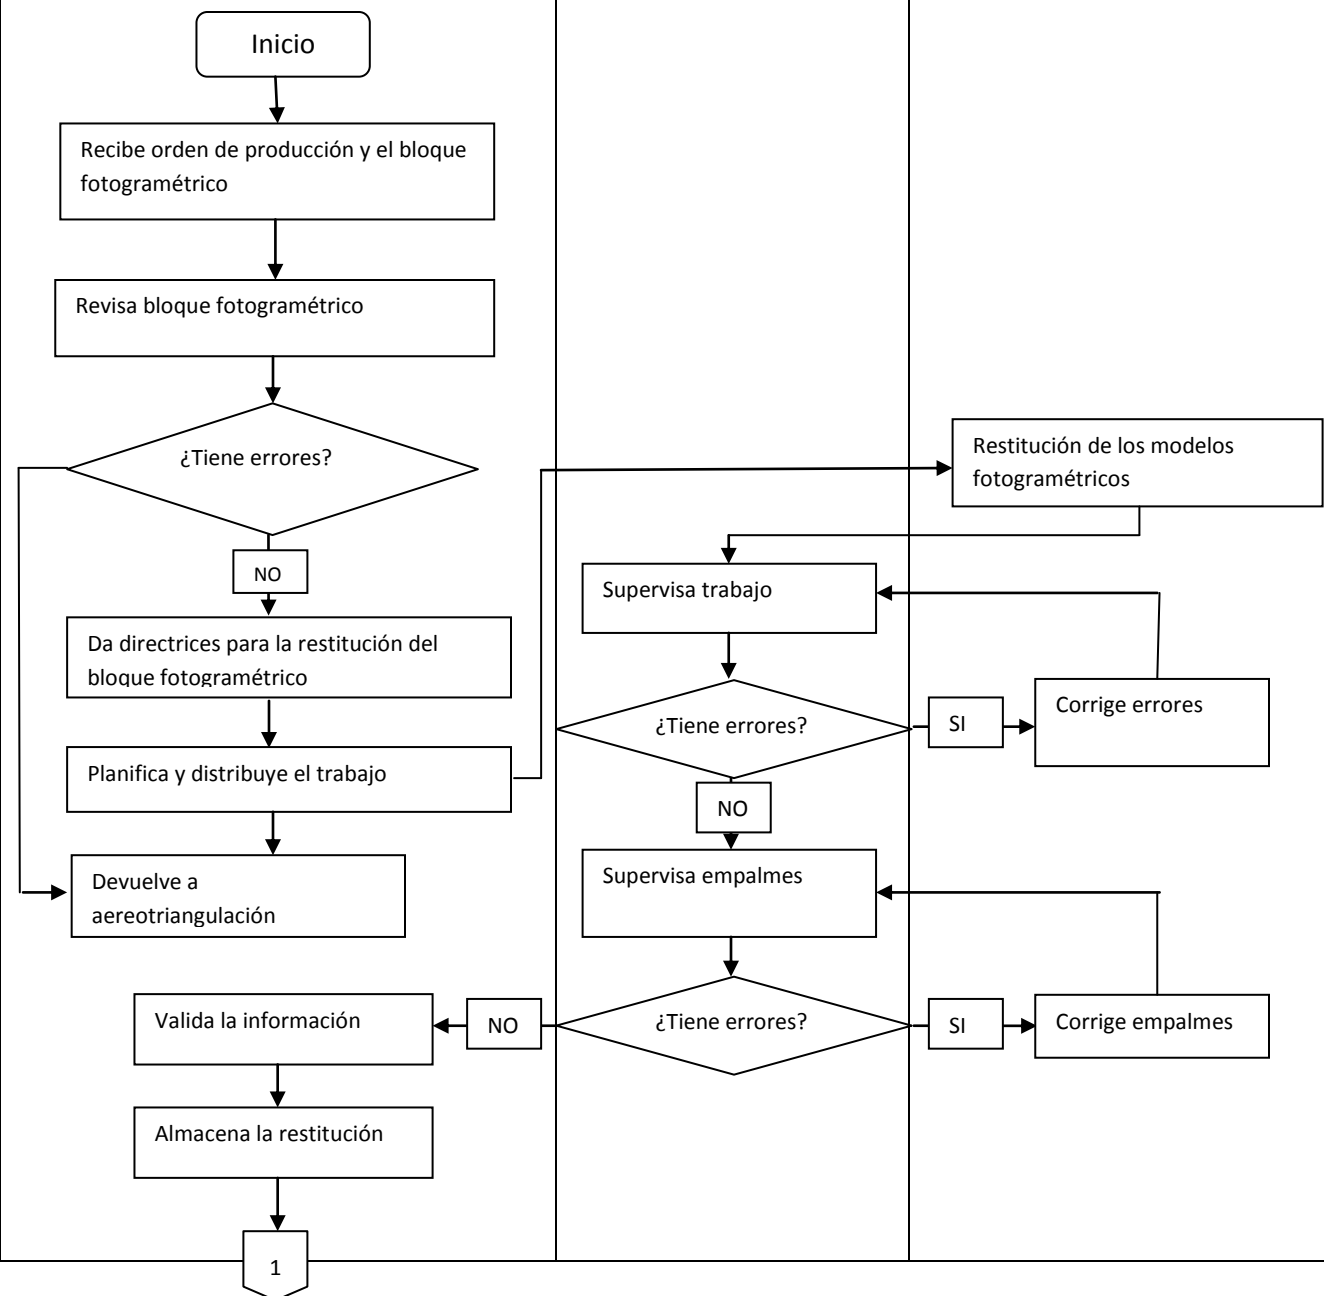 Inicio
Recibe orden de producción y el bloque
fotogramétrico
Revisa bloque fotogramétrico
¿Tiene errores?
NO
Da directrices para la restitución del
bloque fotogramétrico
Planifica y distribuye el trabajo
Devuelve a
aereotriangulación
Restitución de los modelos
fotogramétricos
Supervisa trabajo
¿Tiene errores?
SI
Corrige errores
NO
Supervisa empalmes
¿Tiene errores?
SI
Corrige empalmes
NO
Valida la información
Almacena la restitución
1